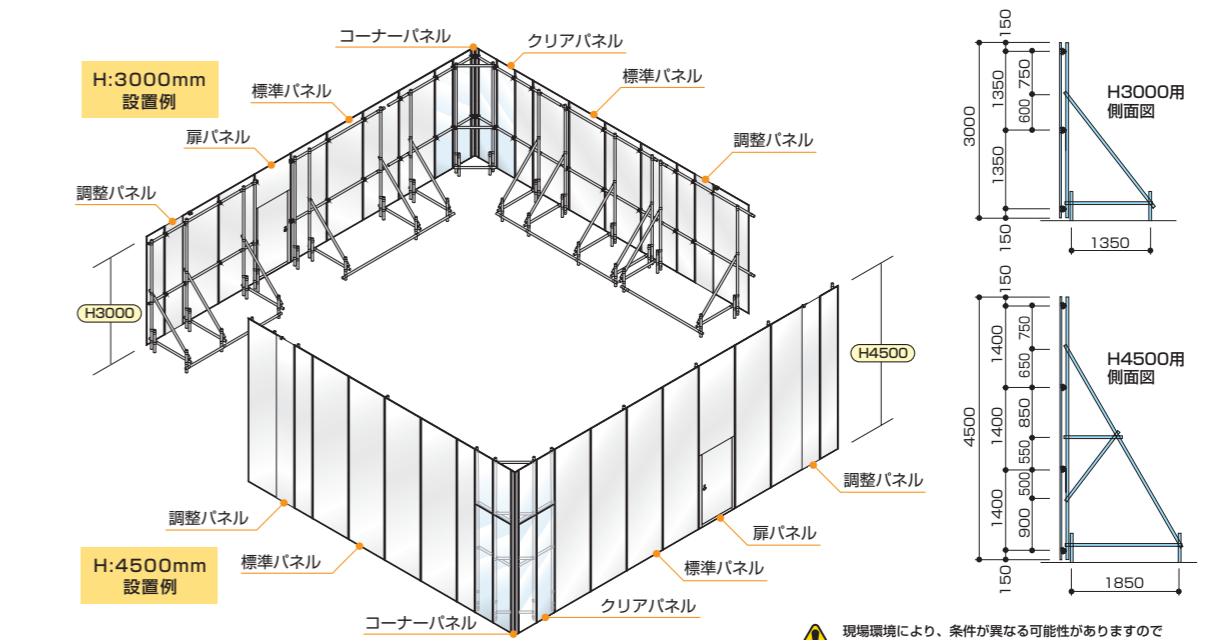 H:3000mm
設置例
コーナーパネル
クリアパネル
標準パネル
標準パネル
扉パネル
調整パネル
調整パネル
H3000
H4500
調整パネル
標準パネル
H:4500mm
設置例
コーナーパネル
クリアパネル
標準パネル
扉パネル
調整パネル
150
3000
1350
1350
750
600
150
1350
H3000用
側面図
150
4500
1400
1400
1400
750
650
850
550
500
900
150
1850
H4500用
側面図
現場環境により、条件が異なる可能性がありますので